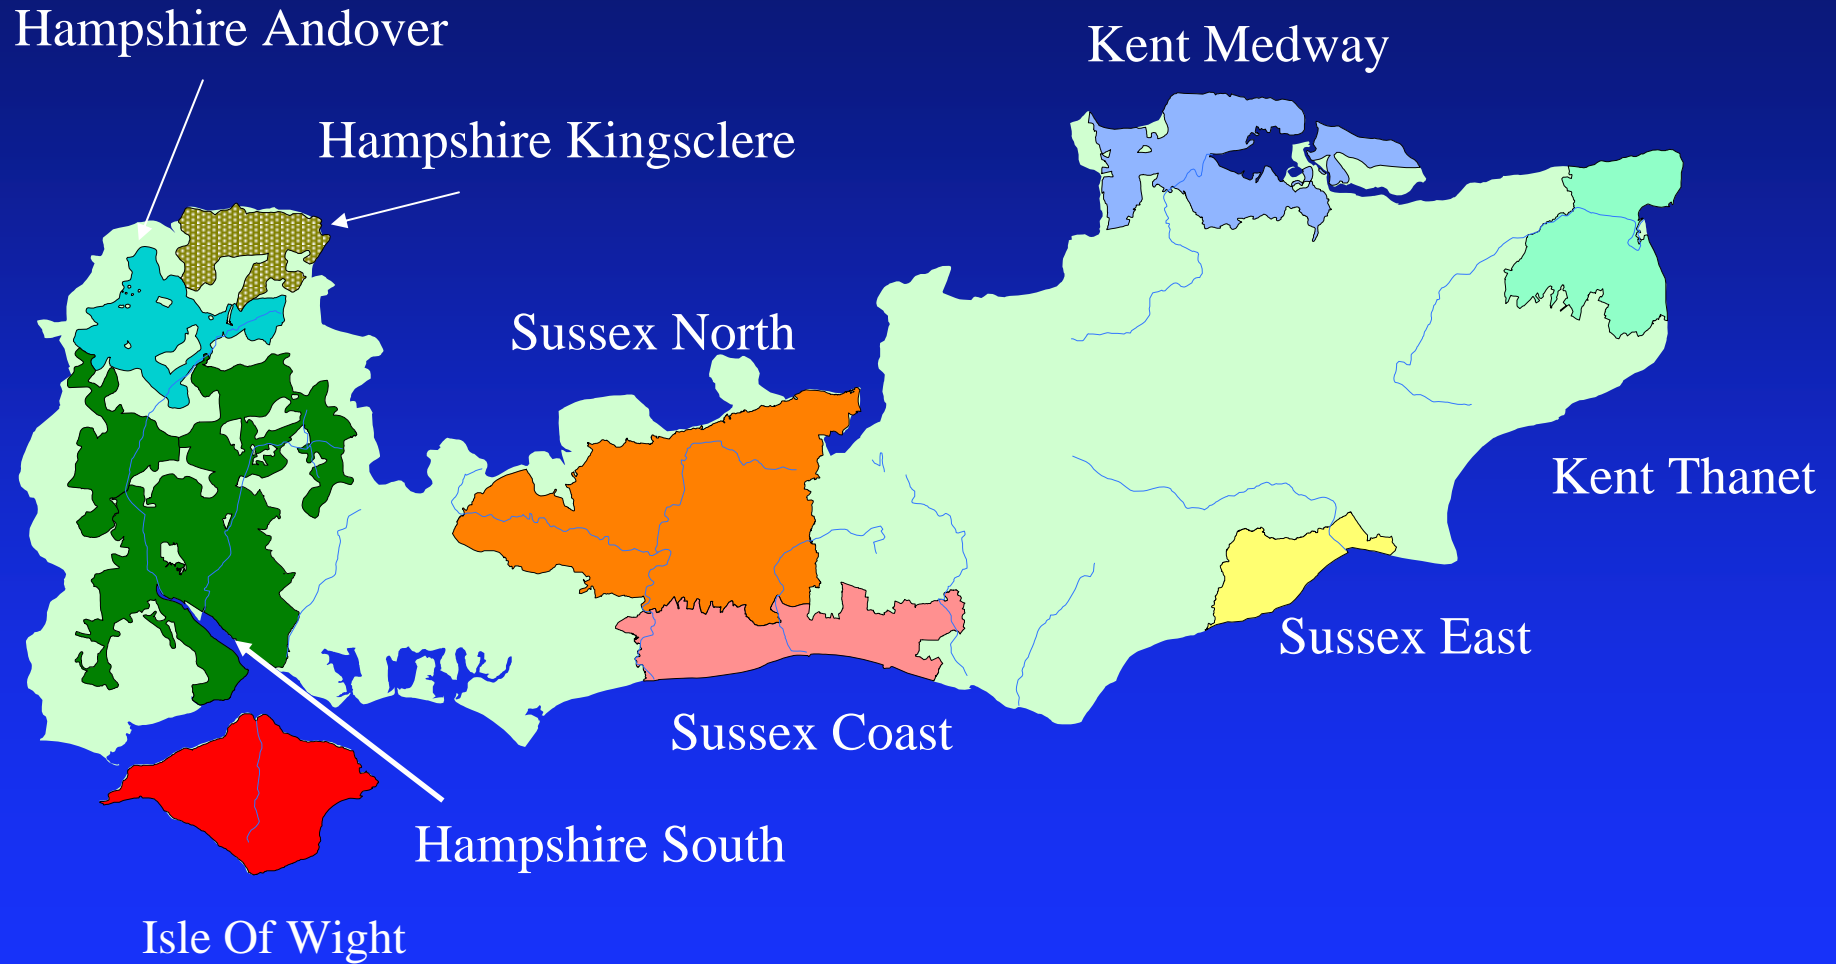 Hampshire Andover
Kent Medway
Hampshire Kingsclere
Sussex North
Kent Thanet
Sussex East
Sussex Coast
Hampshire South
Isle Of Wight